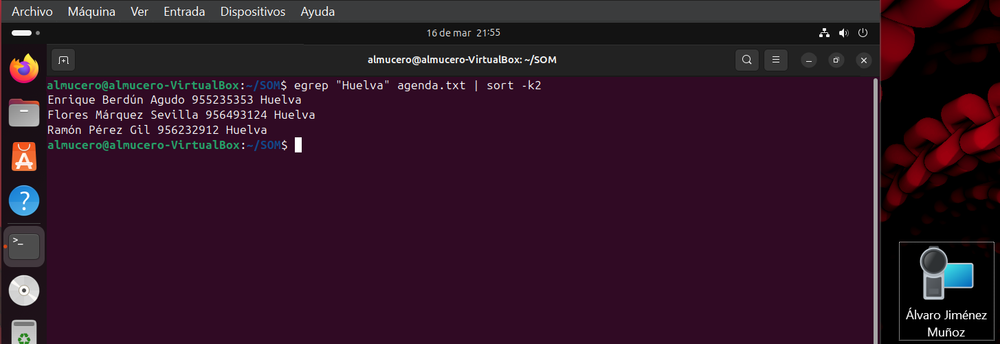 Archivo Máquina Ver Entrada Dispositivos Ayuda
16 de mar 21:55
almucero@almucero-VirtualBox: ~/SOM
almucero@almucero-VirtualBox:~/SOM$ egrep "Huelva" agenda.txt | sort -k2
Enrique Berdún Agudo 955235353 Huelva
Flores Márquez Sevilla 956493124 Huelva
Ramón Pérez Gil 956232912 Huelva
almucero@almucero-VirtualBox:~/SOM$
Álvaro Jiménez
Muñoz